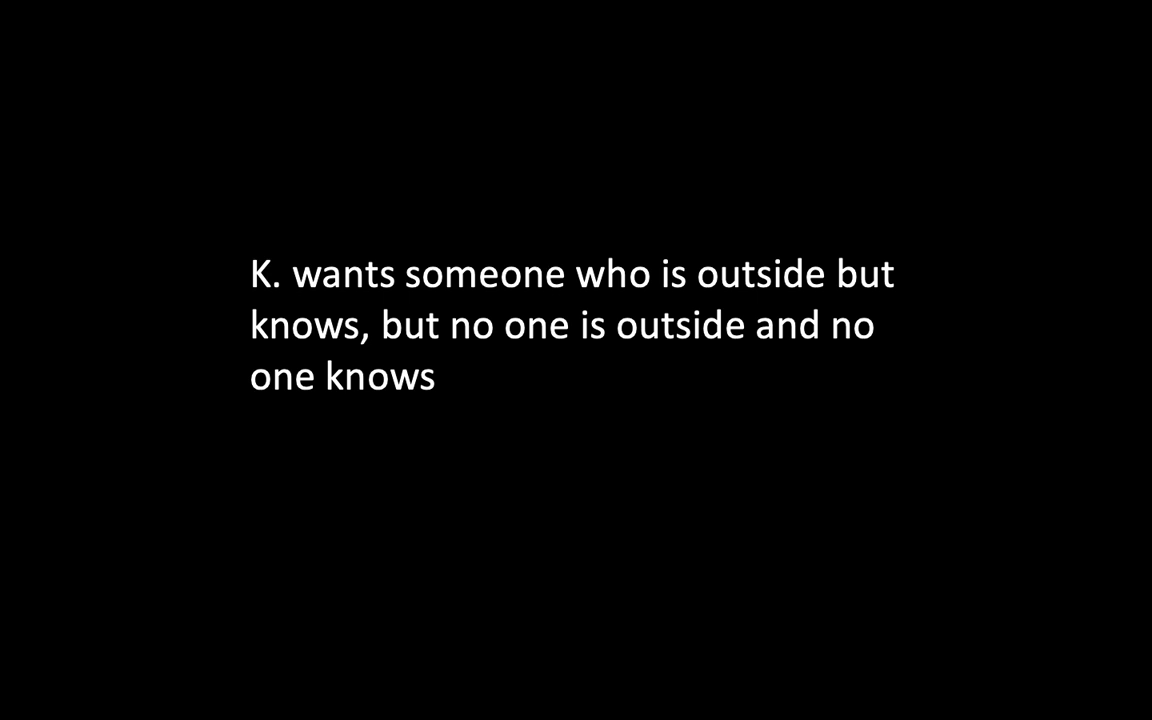 K. wants someone who is outside but
knows, but no one is outside and no
one knows